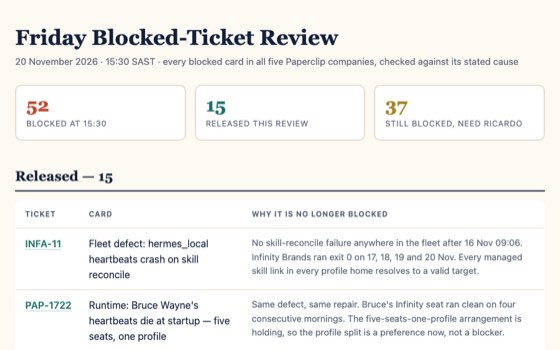 Friday Blocked-Ticket Review
20 November 2026 · 15:30 SAST · every blocked card in all five Paperclip companies, checked against its stated cause
52
BLOCKED AT 15:30
15
RELEASED THIS REVIEW
37
STILL BLOCKED, NEED RICARDO
Released — 15
TICKET CARD WHY IT IS NO LONGER BLOCKED
INFA-11
Fleet defect: hermes_local
heartbeats crash on skill
reconcile
No skill-reconcile failure anywhere in the fleet after 16 Nov 09:06.
Infinity Brands ran exit 0 on 17, 18, 19 and 20 Nov. Every managed
skill link in every profile home resolves to a valid target.
PAP-1722
Runtime: Bruce Wayne's
heartbeats die at startup — five
seats, one profile
Same defect, same repair. Bruce's Infinity seat ran clean on four
consecutive mornings. The five-seats-one-profile arrangement is
holding, so the profile split is a preference now, not a blocker.